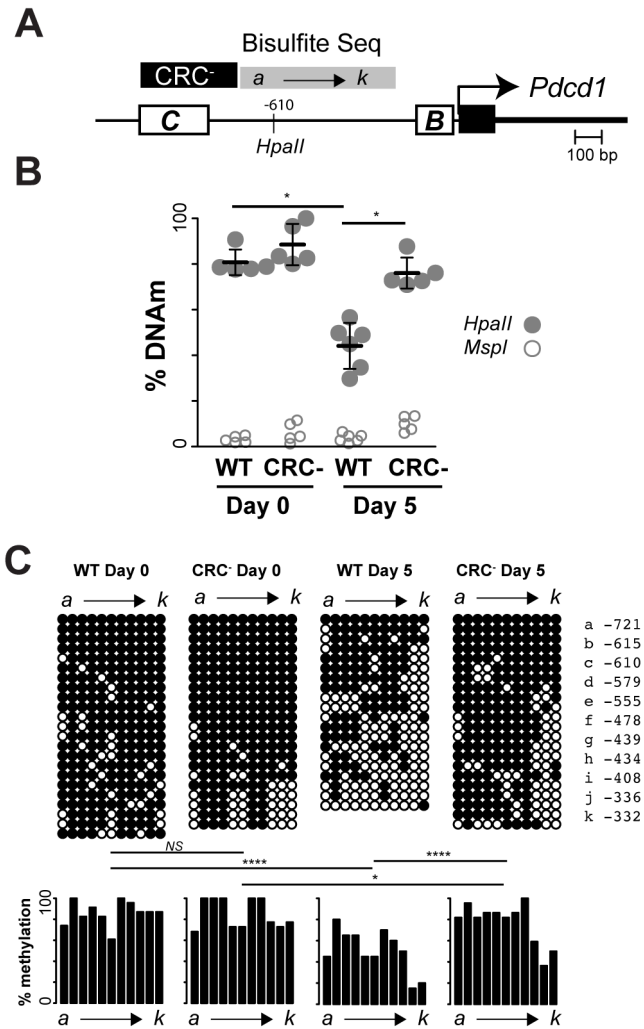 A
Bisulfite Seq
CRC- a k
C -610 HpaII B Pdcd1
100 bp
B
% DNAm
100
0
* *
HpaII
MspI
WT CRC- WT CRC-
Day 0 Day 5
C
WT Day 0 CRC- Day 0 WT Day 5 CRC- Day 5
a k a k a k a k
a -721
b -615
c -610
d -579
e -555
f -478
g -439
h -434
i -408
j -336
k -332
NS
**** ****
*
% methylation
100
0
a k a k a k a k